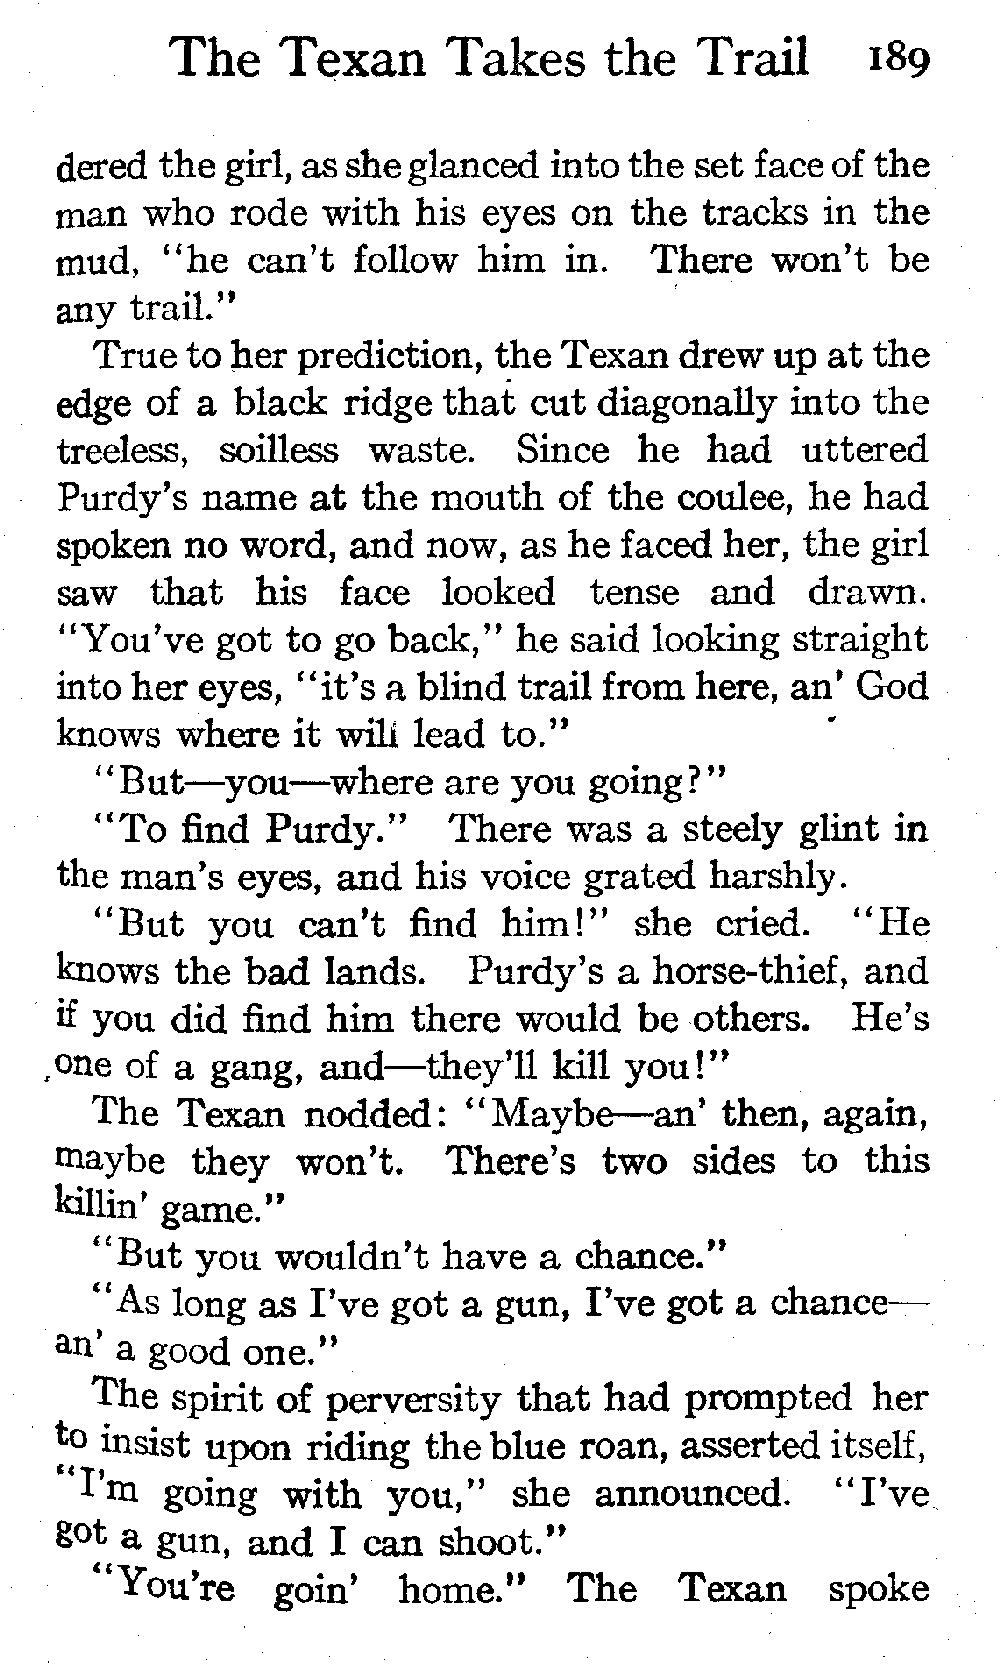 The Texan Takes the Trail 189
dered the girl, as she glanced into the set face of the
man who rode with his eyes on the tracks in the
mud, "he can't follow him in. There won't be
any trail."
True to her prediction, the Texan drew up at the
edge of a black ridge that cut diagonally into the
treeless, soilless waste. Since he had uttered
Purdy's name at the mouth of the coulee, he had
spoken no word, and now, as he faced her, the girl
saw that his face looked tense and drawn.
"You've got to go back," he said looking straight
into her eyes, "it's a blind trail from here, an' God
knows where it will lead to."
"But—you—where are you going?"
"To find Purdy." There was a steely glint in
the man's eyes, and his voice grated harshly.
"But you can't find him!" she cried. "He
knows the bad lands. Purdy's a horse-thief, and
if you did find him there would be others. He's
one of a gang, and—they'll kill you!"
The Texan nodded: "Maybe—an' then, again,
maybe they won't. There's two sides to this
killin' game."
"But you wouldn't have a chance."
"As long as I've got a gun, I've got a chance—
an' a good one."
The spirit of perversity that had prompted her
to insist upon riding the blue roan, asserted itself,
"I'm going with you," she announced. "I've
got a gun, and I can shoot."
"You're goin' home." The Texan spoke